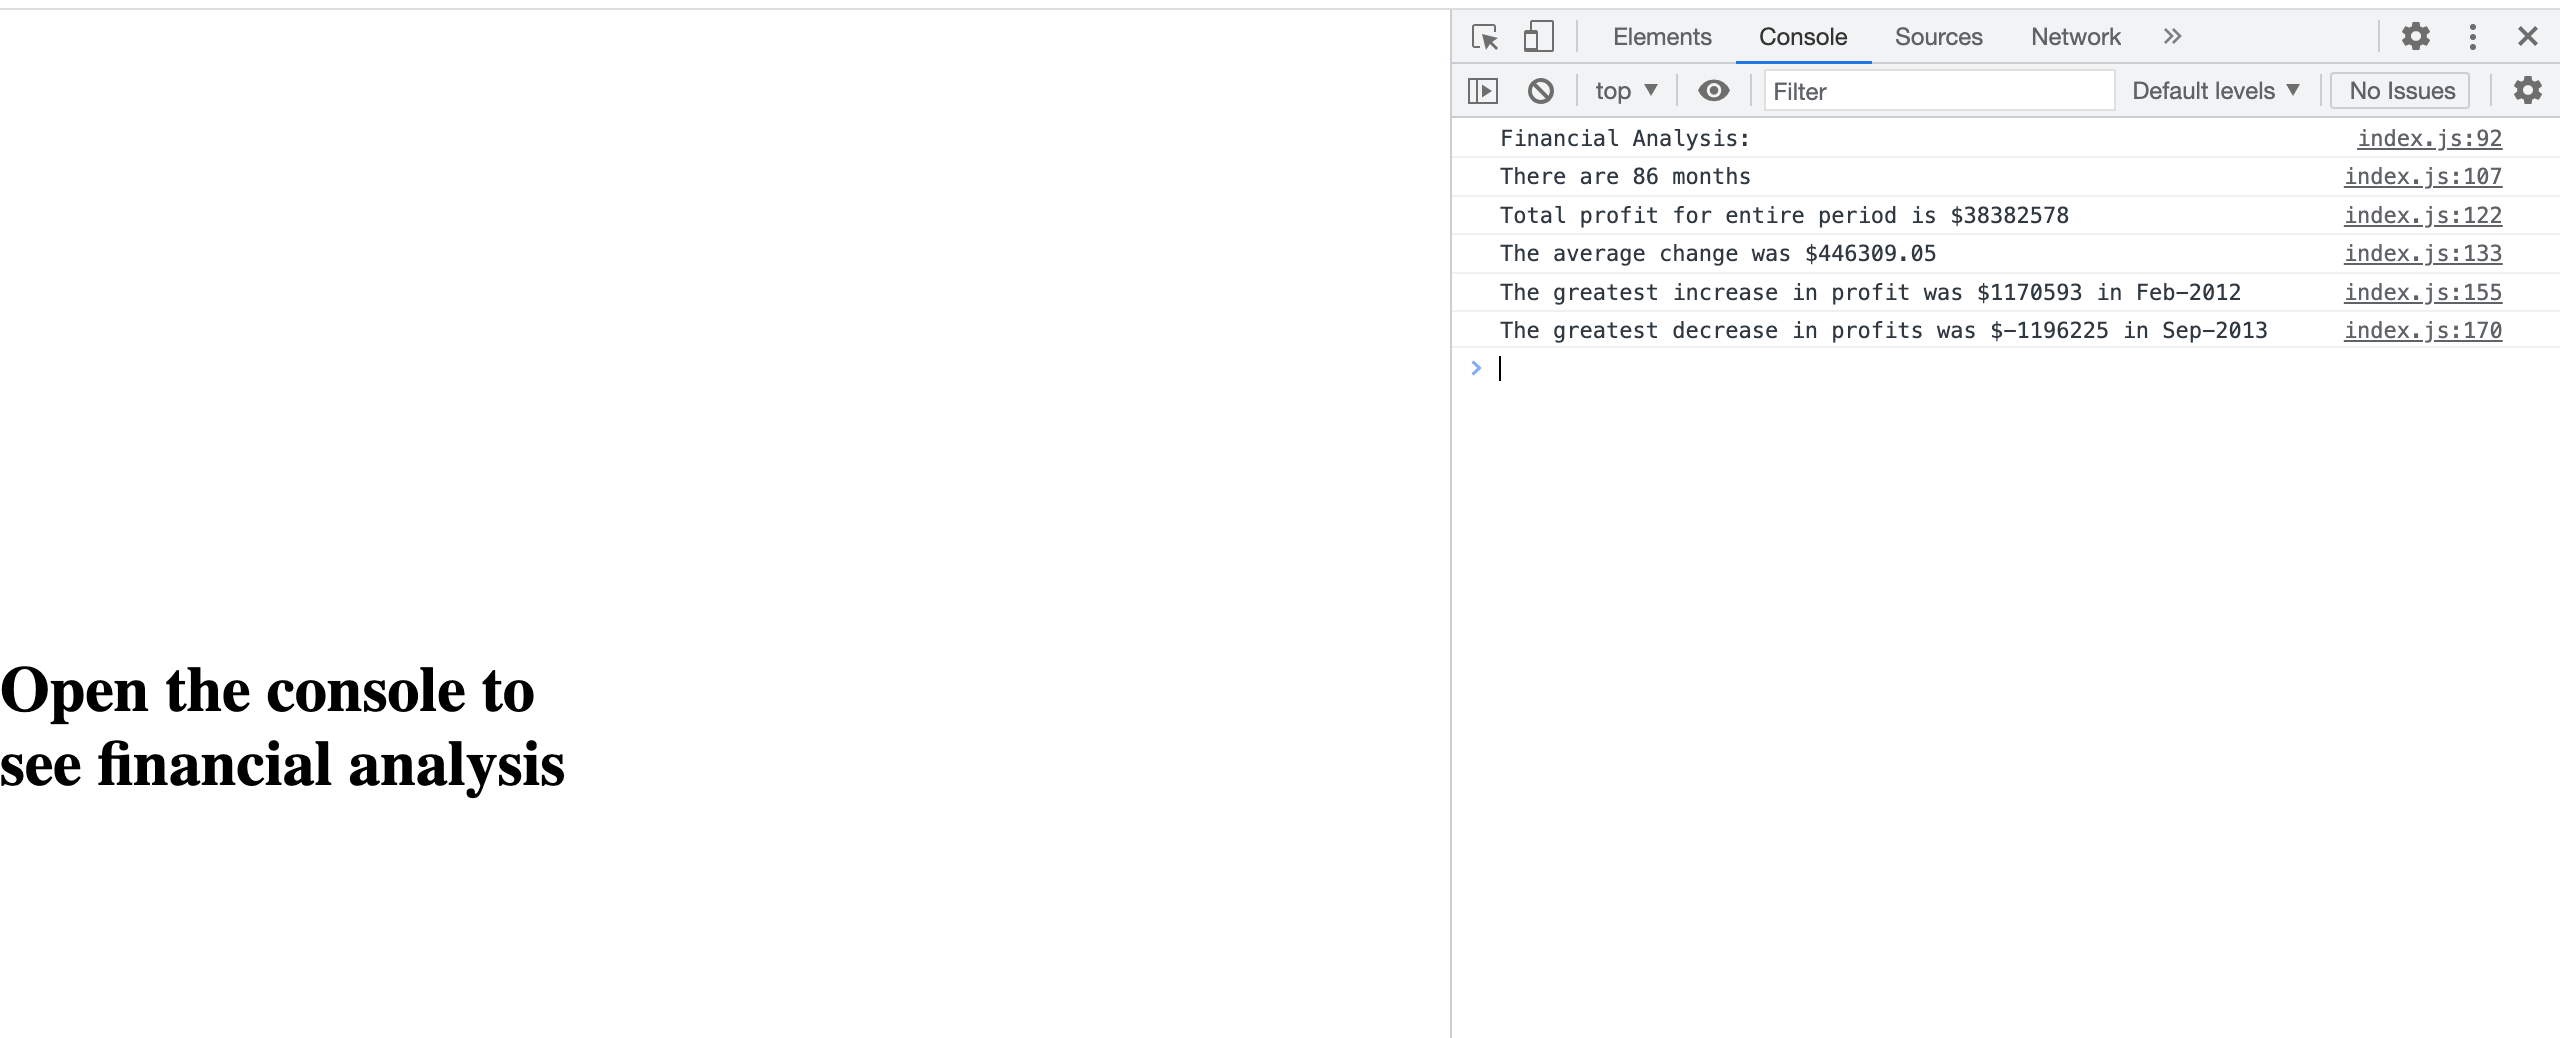 Elements Console Sources Network
top Filter Default levels No Issues
Financial Analysis: index.js:92
There are 86 months index.js:107
Total profit for entire period is $38382578 index.js:122
The average change was $446309.05 index.js:133
The greatest increase in profit was $1170593 in Feb-2012 index.js:155
The greatest decrease in profits was $-1196225 in Sep-2013 index.js:170
Open the console to
see financial analysis